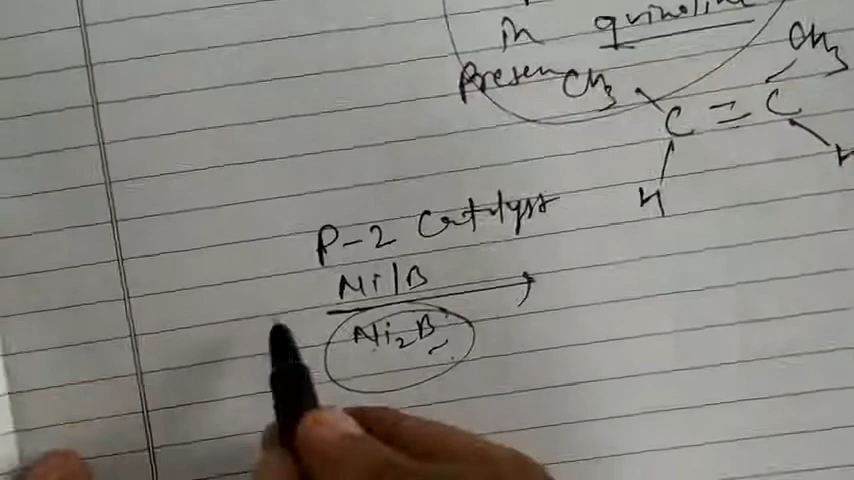 in quinoline
Presen
CH3 CH3
C = C
H H
P-2 Catalyst
Ni/B
Ni2B